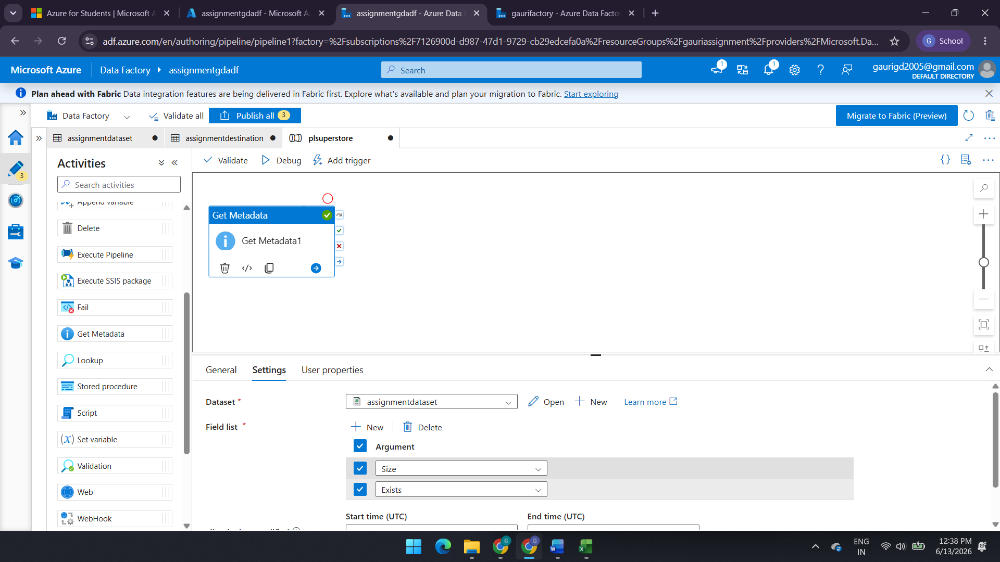 Azure for Students | Microsoft A
assignmentgdadf - Microsoft Az
assignmentgdadf - Azure Data
gaurifactory - Azure Data Facto
adf.azure.com/en/authoring/pipeline/pipeline1?factory=%2Fsubscriptions%2F7126900d-d987-47d1-9729-cb29edcefa0a%2FresourceGroups%2Fgauriassignment%2Fproviders%2FMicrosoft.Da...
G School
Microsoft Azure
Data Factory
assignmentgdadf
Search
1
1
gaurigd2005@gmail.com
DEFAULT DIRECTORY
Plan ahead with Fabric Data integration features are being delivered in Fabric first. Explore what's available and plan your migration to Fabric. Start exploring
Data Factory
Validate all
Publish all 3
Migrate to Fabric (Preview)
assignmentdataset
assignmentdestination
plsuperstore
3
Activities
Search activities
Append variable
Delete
Execute Pipeline
Execute SSIS package
Fail
Get Metadata
Lookup
Stored procedure
Script
Set variable
Validation
Web
WebHook
Validate
Debug
Add trigger
Get Metadata
Get Metadata1
General
Settings
User properties
Dataset *
assignmentdataset
Open
New
Learn more
Field list *
New
Delete
Argument
Size
Exists
Start time (UTC)
End time (UTC)
ENG
IN
12:38 PM
6/13/2026